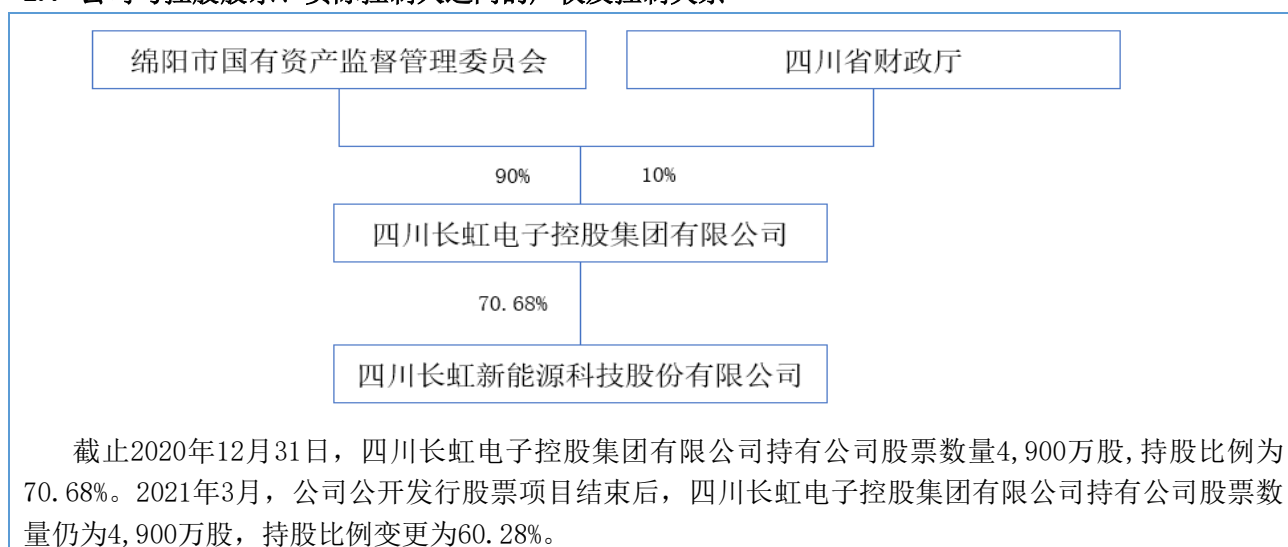 绵阳市国有资产监督管理委员会 四川省财政厅
90% 10%
四川长虹电子控股集团有限公司
70.68%
四川长虹新能源科技股份有限公司
截止2020年12月31日，四川长虹电子控股集团有限公司持有公司股票数量4,900万股,持股比例为
70.68%。2021年3月，公司公开发行股票项目结束后，四川长虹电子控股集团有限公司持有公司股票数
量仍为4,900万股，持股比例变更为60.28%。